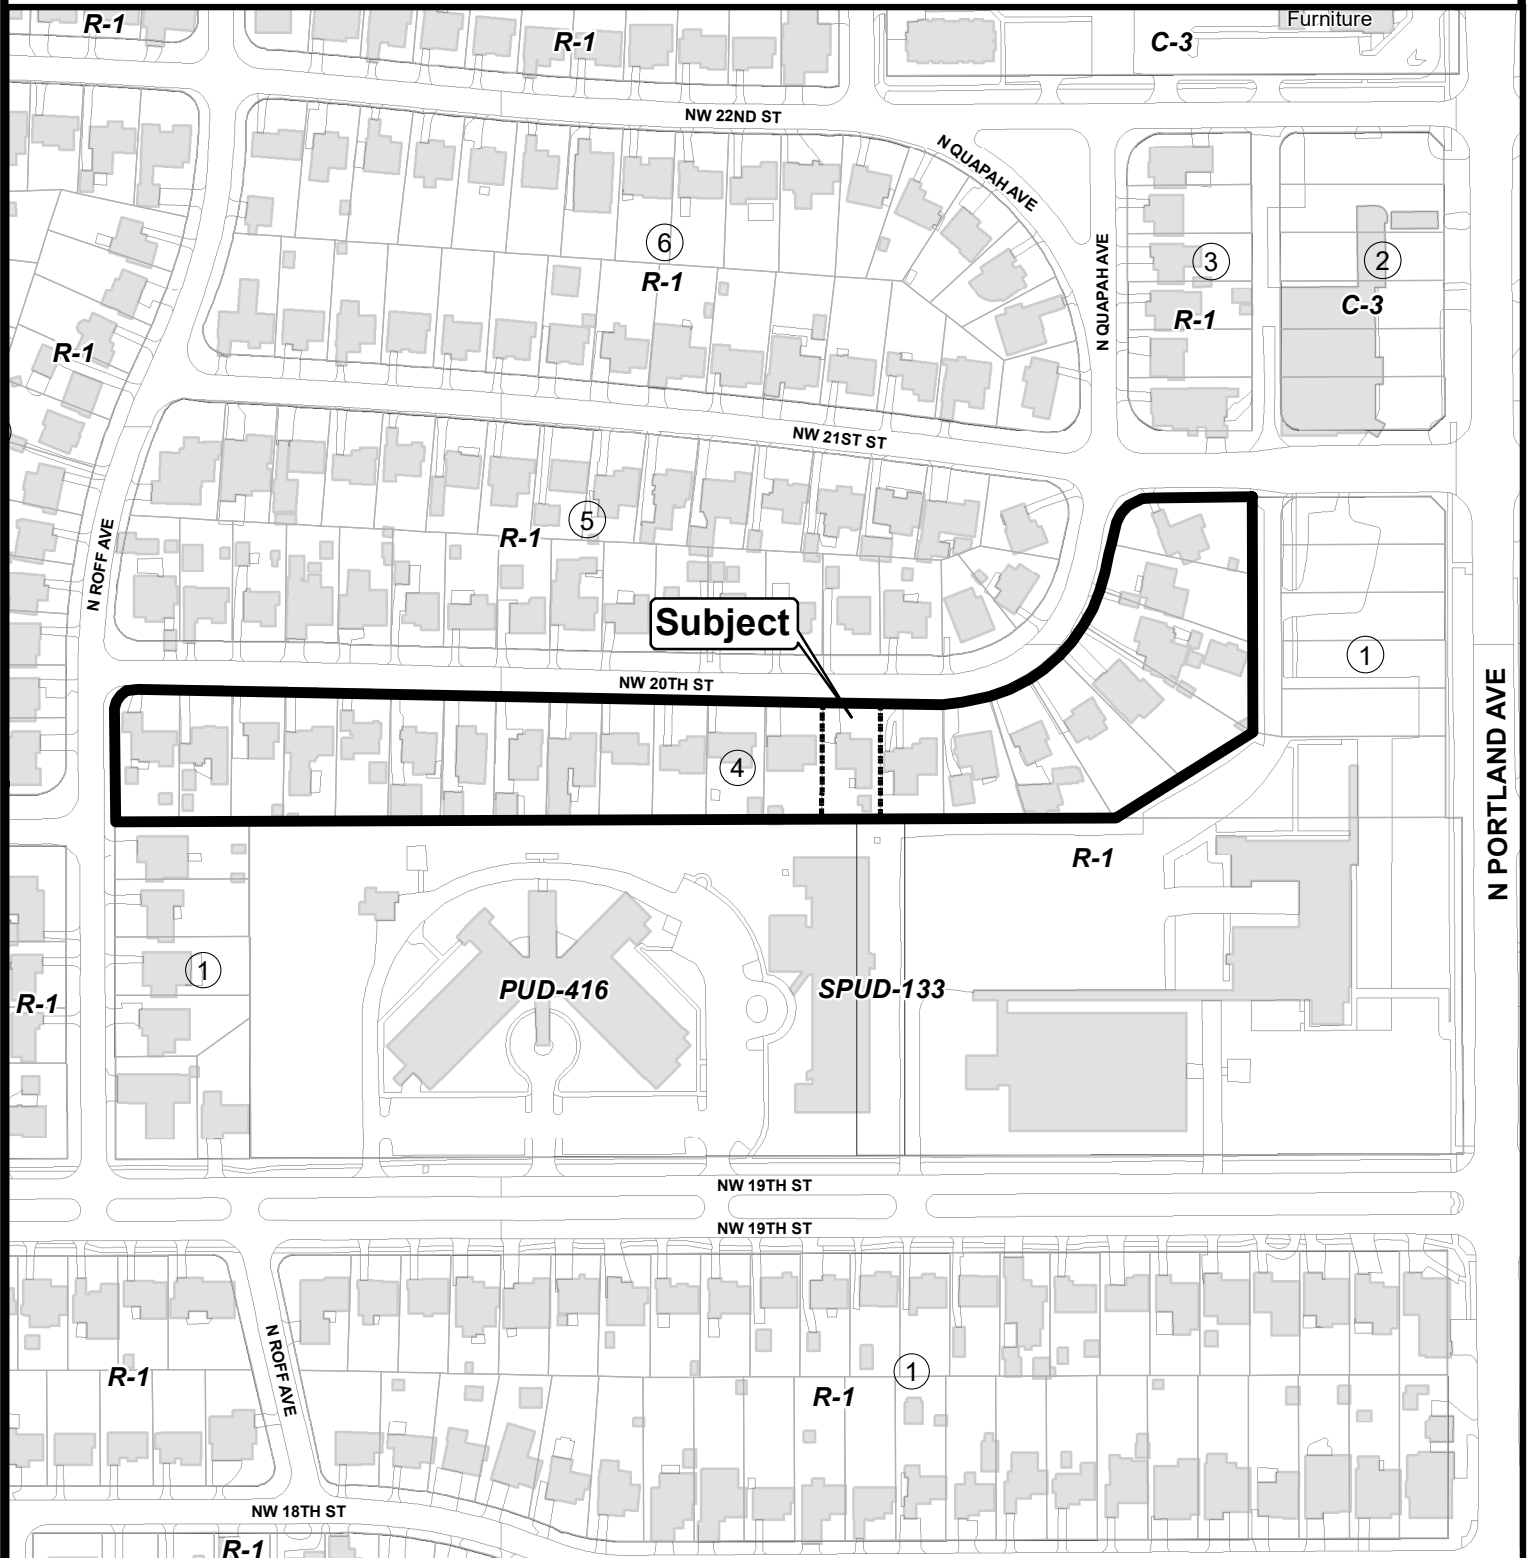 Furniture
R-1
R-1
C-3
NW 22ND ST
N QUAPAH AVE
N QUAPAH AVE
6
R-1
3
R-1
2
C-3
R-1
NW 21ST ST
5
R-1
N ROFF AVE
Subject
NW 20TH ST
1
4
N PORTLAND AVE
R-1
1
PUD-416
SPUD-133
R-1
NW 19TH ST
NW 19TH ST
N ROFF AVE
R-1
1
R-1
NW 18TH ST
R-1